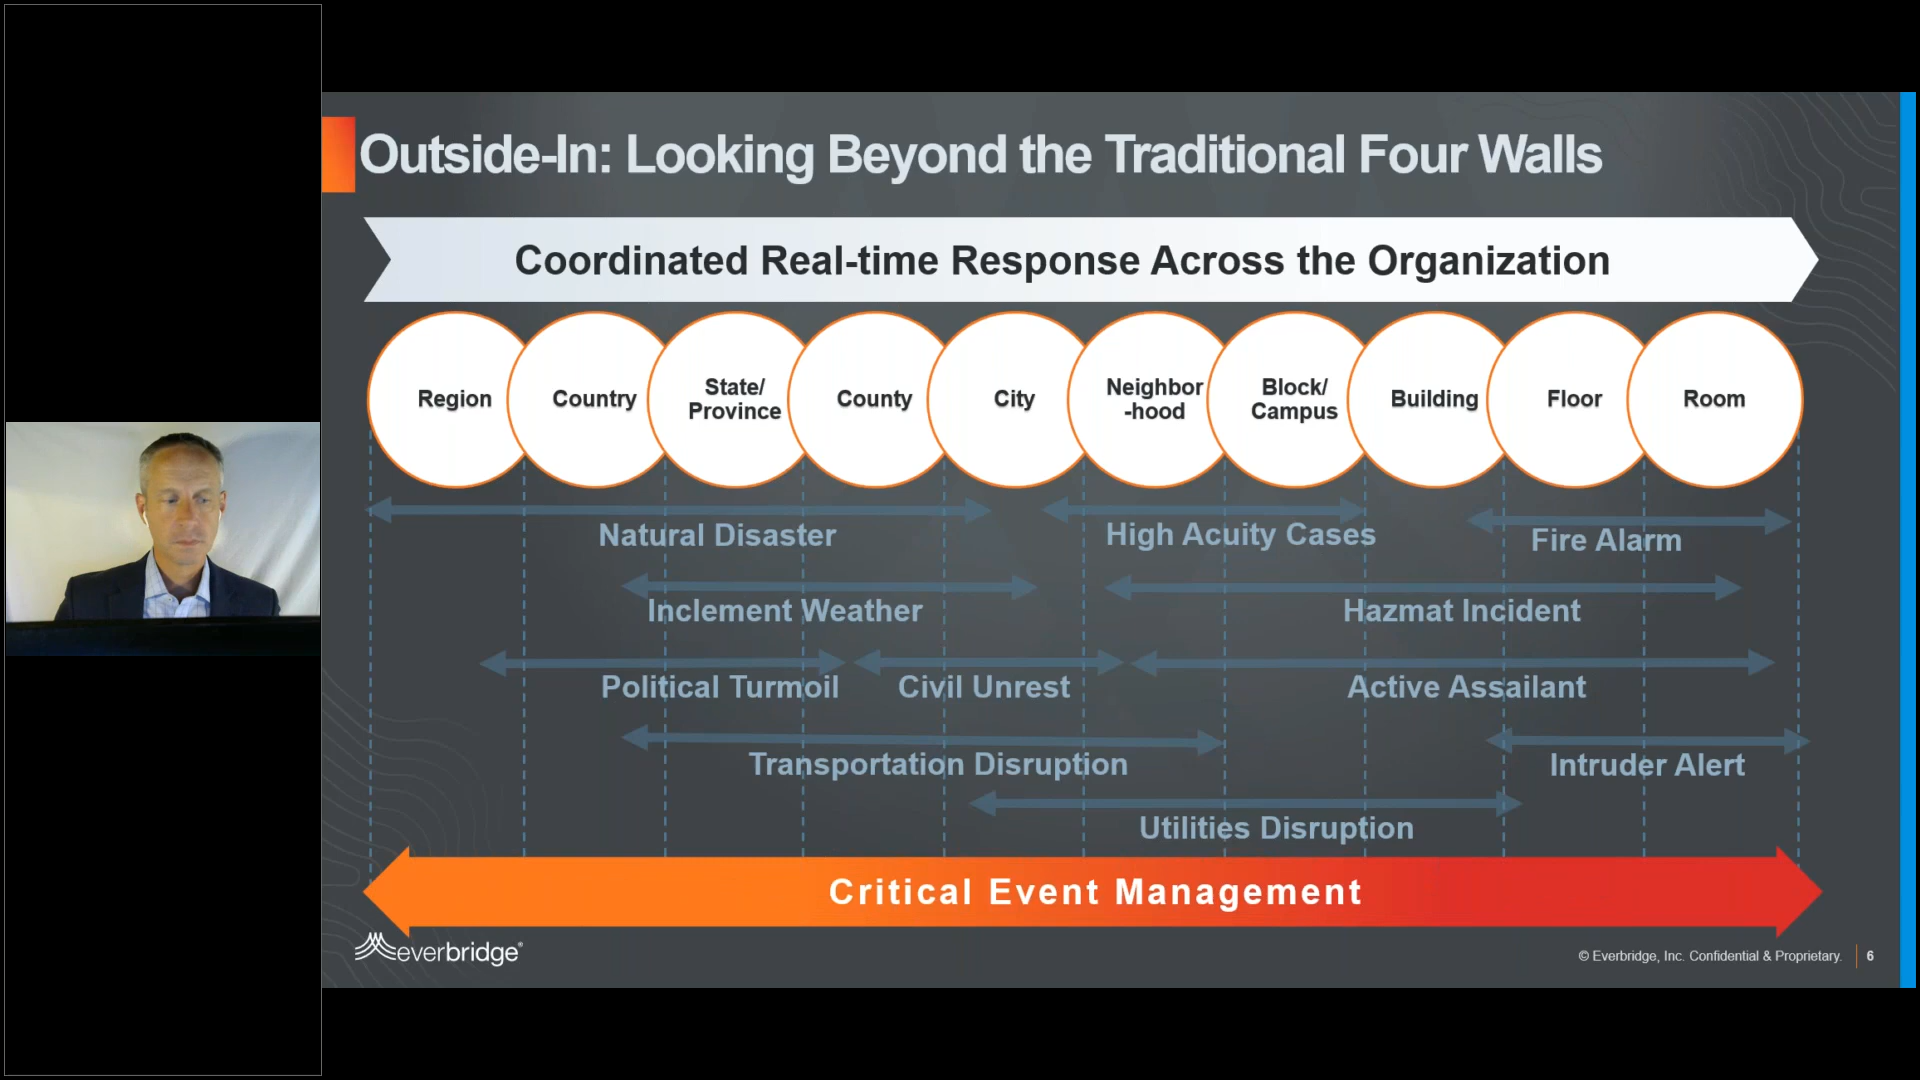 Outside-In: Looking Beyond the Traditional Four Walls
Coordinated Real-time Response Across the Organization
Region
Country
State/
Province
County
City
Neighbor
-hood
Block/
Campus
Building
Floor
Room
Natural Disaster
High Acuity Cases
Fire Alarm
Inclement Weather
Hazmat Incident
Political Turmoil
Civil Unrest
Active Assailant
Transportation Disruption
Intruder Alert
Utilities Disruption
Critical Event Management
everbridge®
© Everbridge, Inc. Confidential & Proprietary.
6